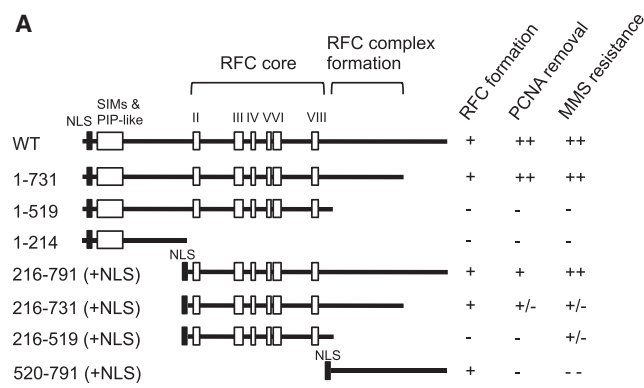 A
RFC core
RFC complex formation
RFC formation
PCNA removal
MMS resistance
NLS SIMs & PIP-like II III IV V VI VIII
WT + ++ ++
1-731 + ++ ++
1-519 - - -
1-214 - - -
NLS
216-791 (+NLS) + + ++
216-731 (+NLS) + +/- +/-
216-519 (+NLS) - - +/-
NLS
520-791 (+NLS) + - --